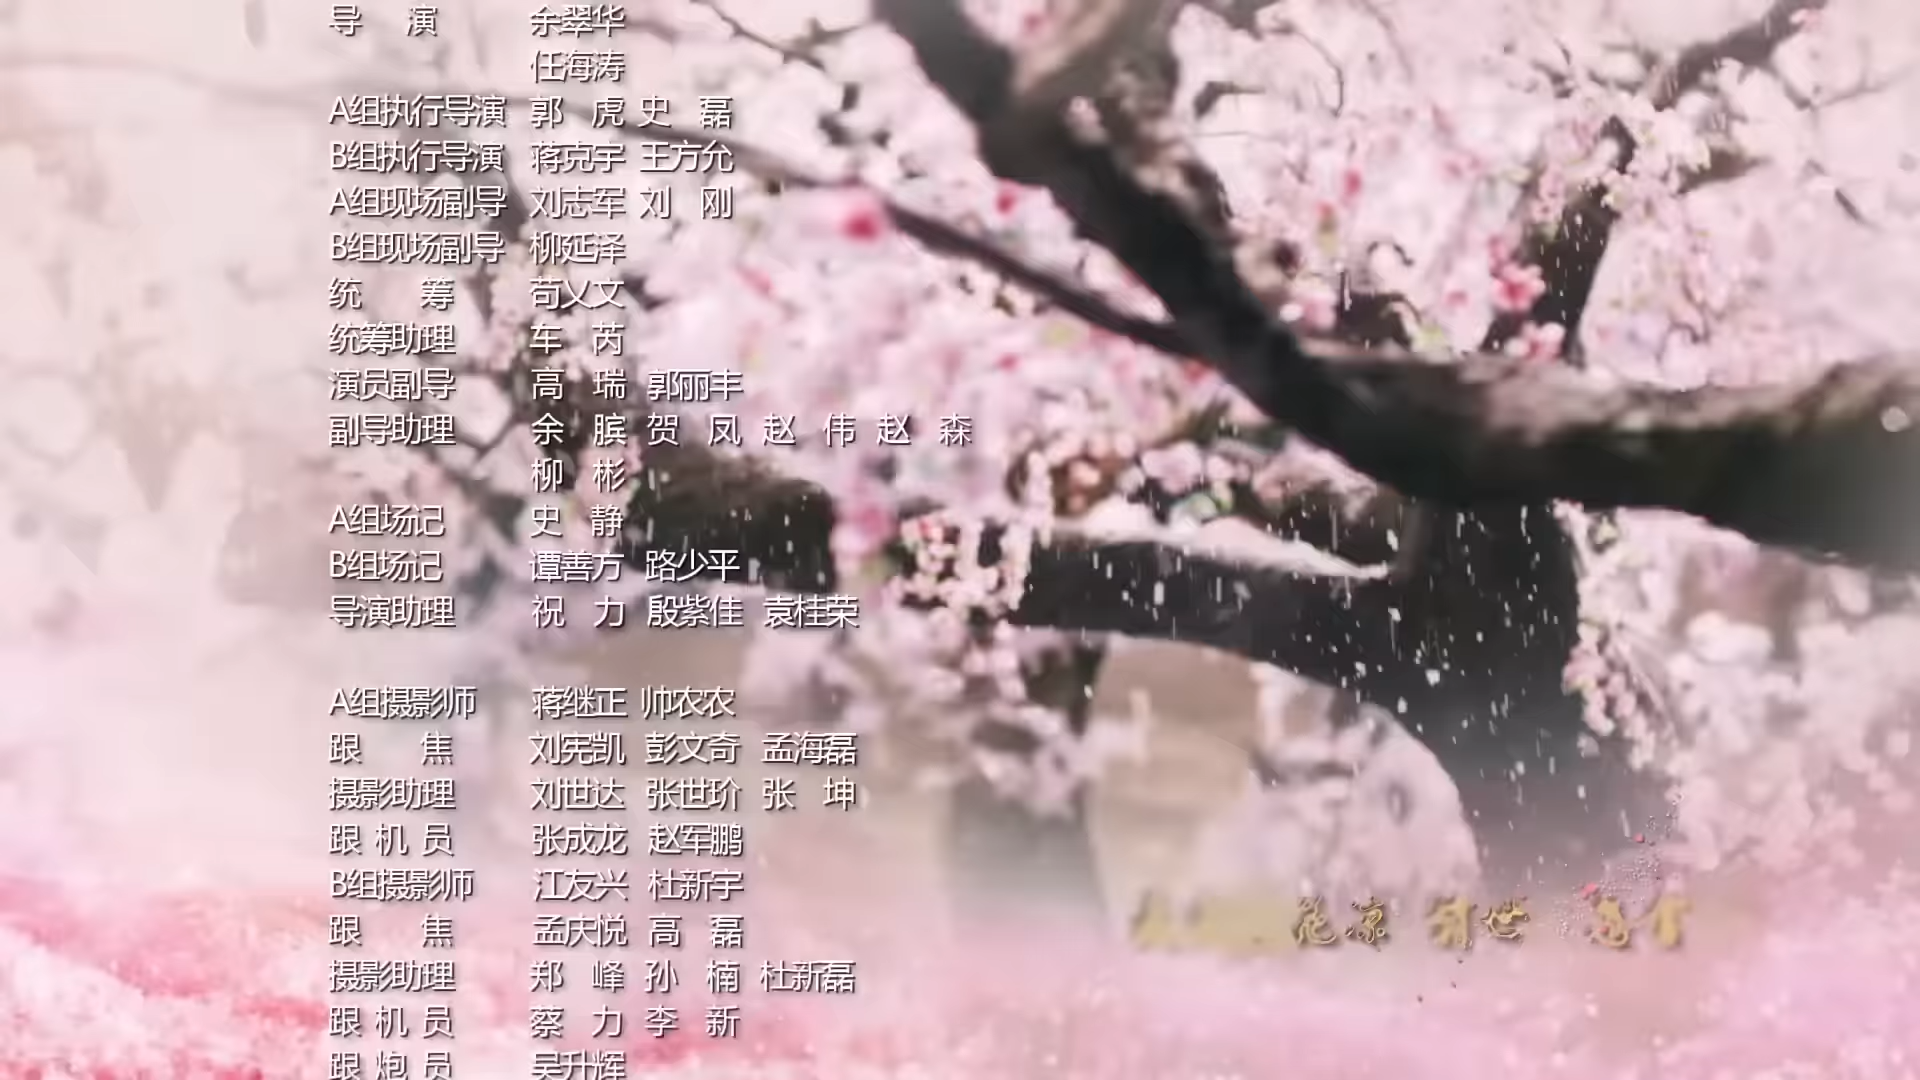 导 演 余翠华
任海涛
A组执行导演 郭 虎 史 磊
B组执行导演 蒋克宇 王方允
A组现场副导 刘志军 刘 刚
B组现场副导 柳延泽
统 筹 苟乂文
统筹助理 车 芮
演员副导 高 瑞 郭丽丰
副导助理 余 膑 贺 凤 赵 伟 赵 森
柳 彬
A组场记 史 静
B组场记 谭善方 路少平
导演助理 祝 力 殷紫佳 袁桂荣
A组摄影师 蒋继正 帅农农
跟 焦 刘宪凯 彭文奇 孟海磊
摄影助理 刘世达 张世玠 张 坤
跟 机 员 张成龙 赵军鹏
B组摄影师 江友兴 杜新宇
跟 焦 孟庆悦 高 磊
摄影助理 郑 峰 孙 楠 杜新磊
跟 机 员 蔡 力 李 新
跟 炮 员 吴升辉
花凉
世